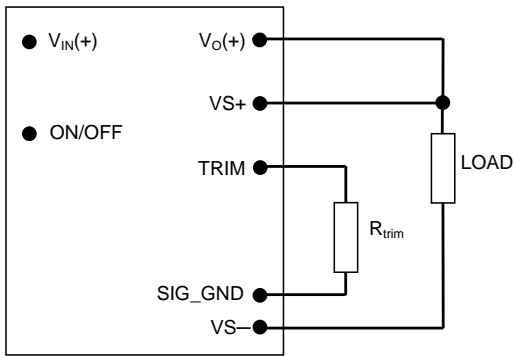 V_IN(+) V_O(+)
VS+
ON/OFF
LOAD
TRIM
R_trim
SIG_GND
VS─